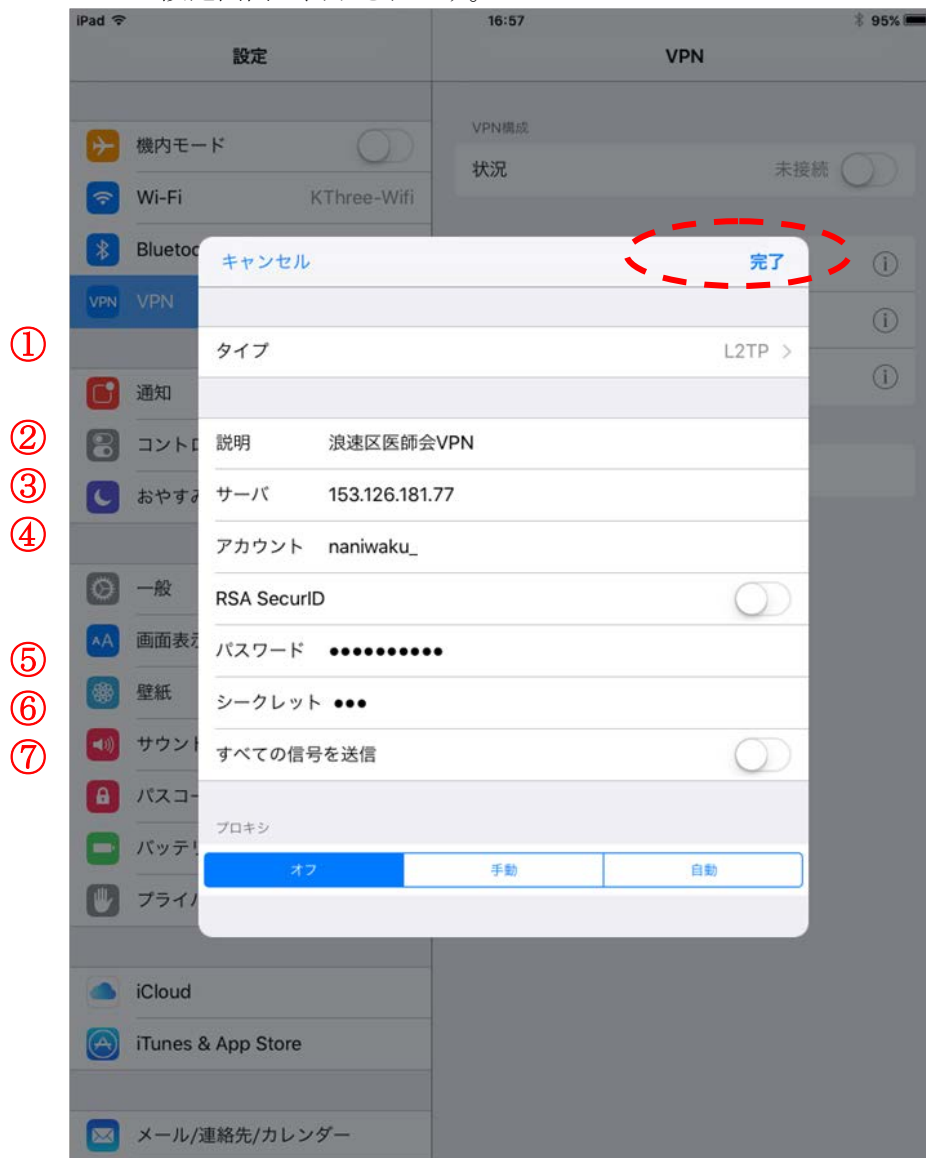 iPad 16:57 95%
設定 VPN
VPN構成
機内モード
状況 未接続
Wi-Fi KThree-Wifi
Bluetoo
キャンセル 完了
VPN VPN
① タイプ L2TP >
通知
② コントロ 説明 浪速区医師会VPN
③ おやすみ サーバ 153.126.181.77
④ アカウント naniwaku_
一般 RSA SecurID
AA 画面表示
⑤ パスワード ••••••••••
壁紙
⑥ シークレット •••
⑦ サウント すべての信号を送信
パスコー
プロキシ
バッテリ
オフ 手動 自動
プライバ
iCloud
iTunes & App Store
メール/連絡先/カレンダー